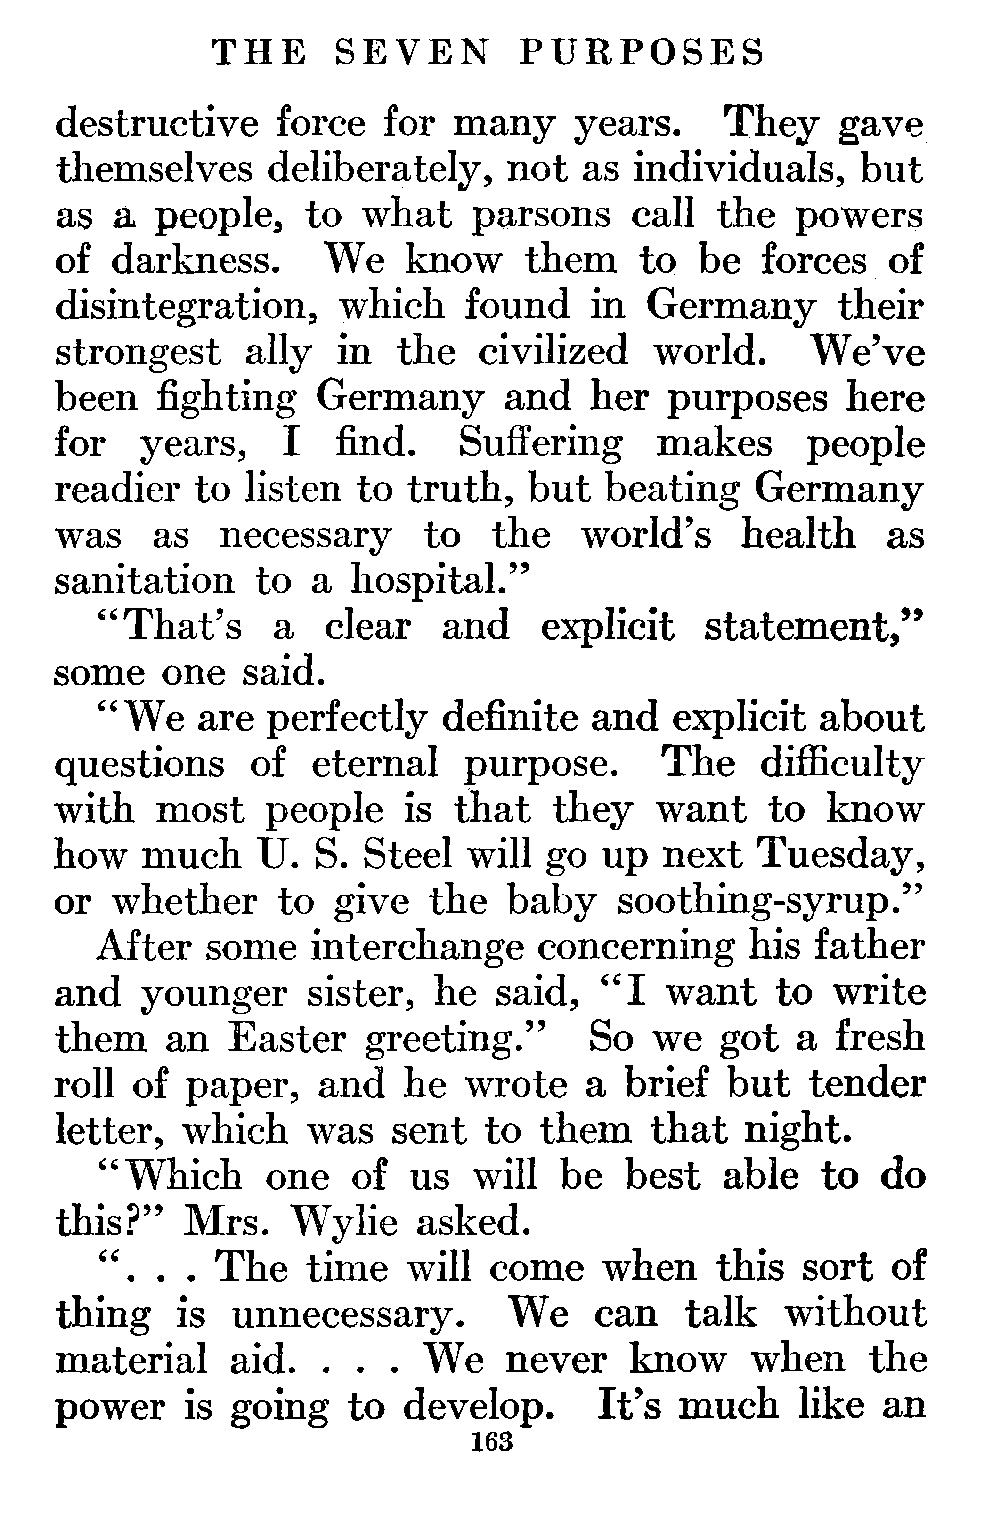 THE SEVEN PURPOSES
destructive force for many years. They gave
themselves deliberately, not as individuals, but
as a people, to what parsons call the powers
of darkness. We know them to be forces of
disintegration, which found in Germany their
strongest ally in the civilized world. We've
been fighting Germany and her purposes here
for years, I find. Suffering makes people
readier to listen to truth, but beating Germany
was as necessary to the world's health as
sanitation to a hospital."
"That's a clear and explicit statement,"
some one said.
"We are perfectly definite and explicit about
questions of eternal purpose. The difficulty
with most people is that they want to know
how much U. S. Steel will go up next Tuesday,
or whether to give the baby soothing-syrup."
After some interchange concerning his father
and younger sister, he said, "I want to write
them an Easter greeting." So we got a fresh
roll of paper, and he wrote a brief but tender
letter, which was sent to them that night.
"Which one of us will be best able to do
this?" Mrs. Wylie asked.
". . . The time will come when this sort of
thing is unnecessary. We can talk without
material aid. . . . We never know when the
power is going to develop. It's much like an
163